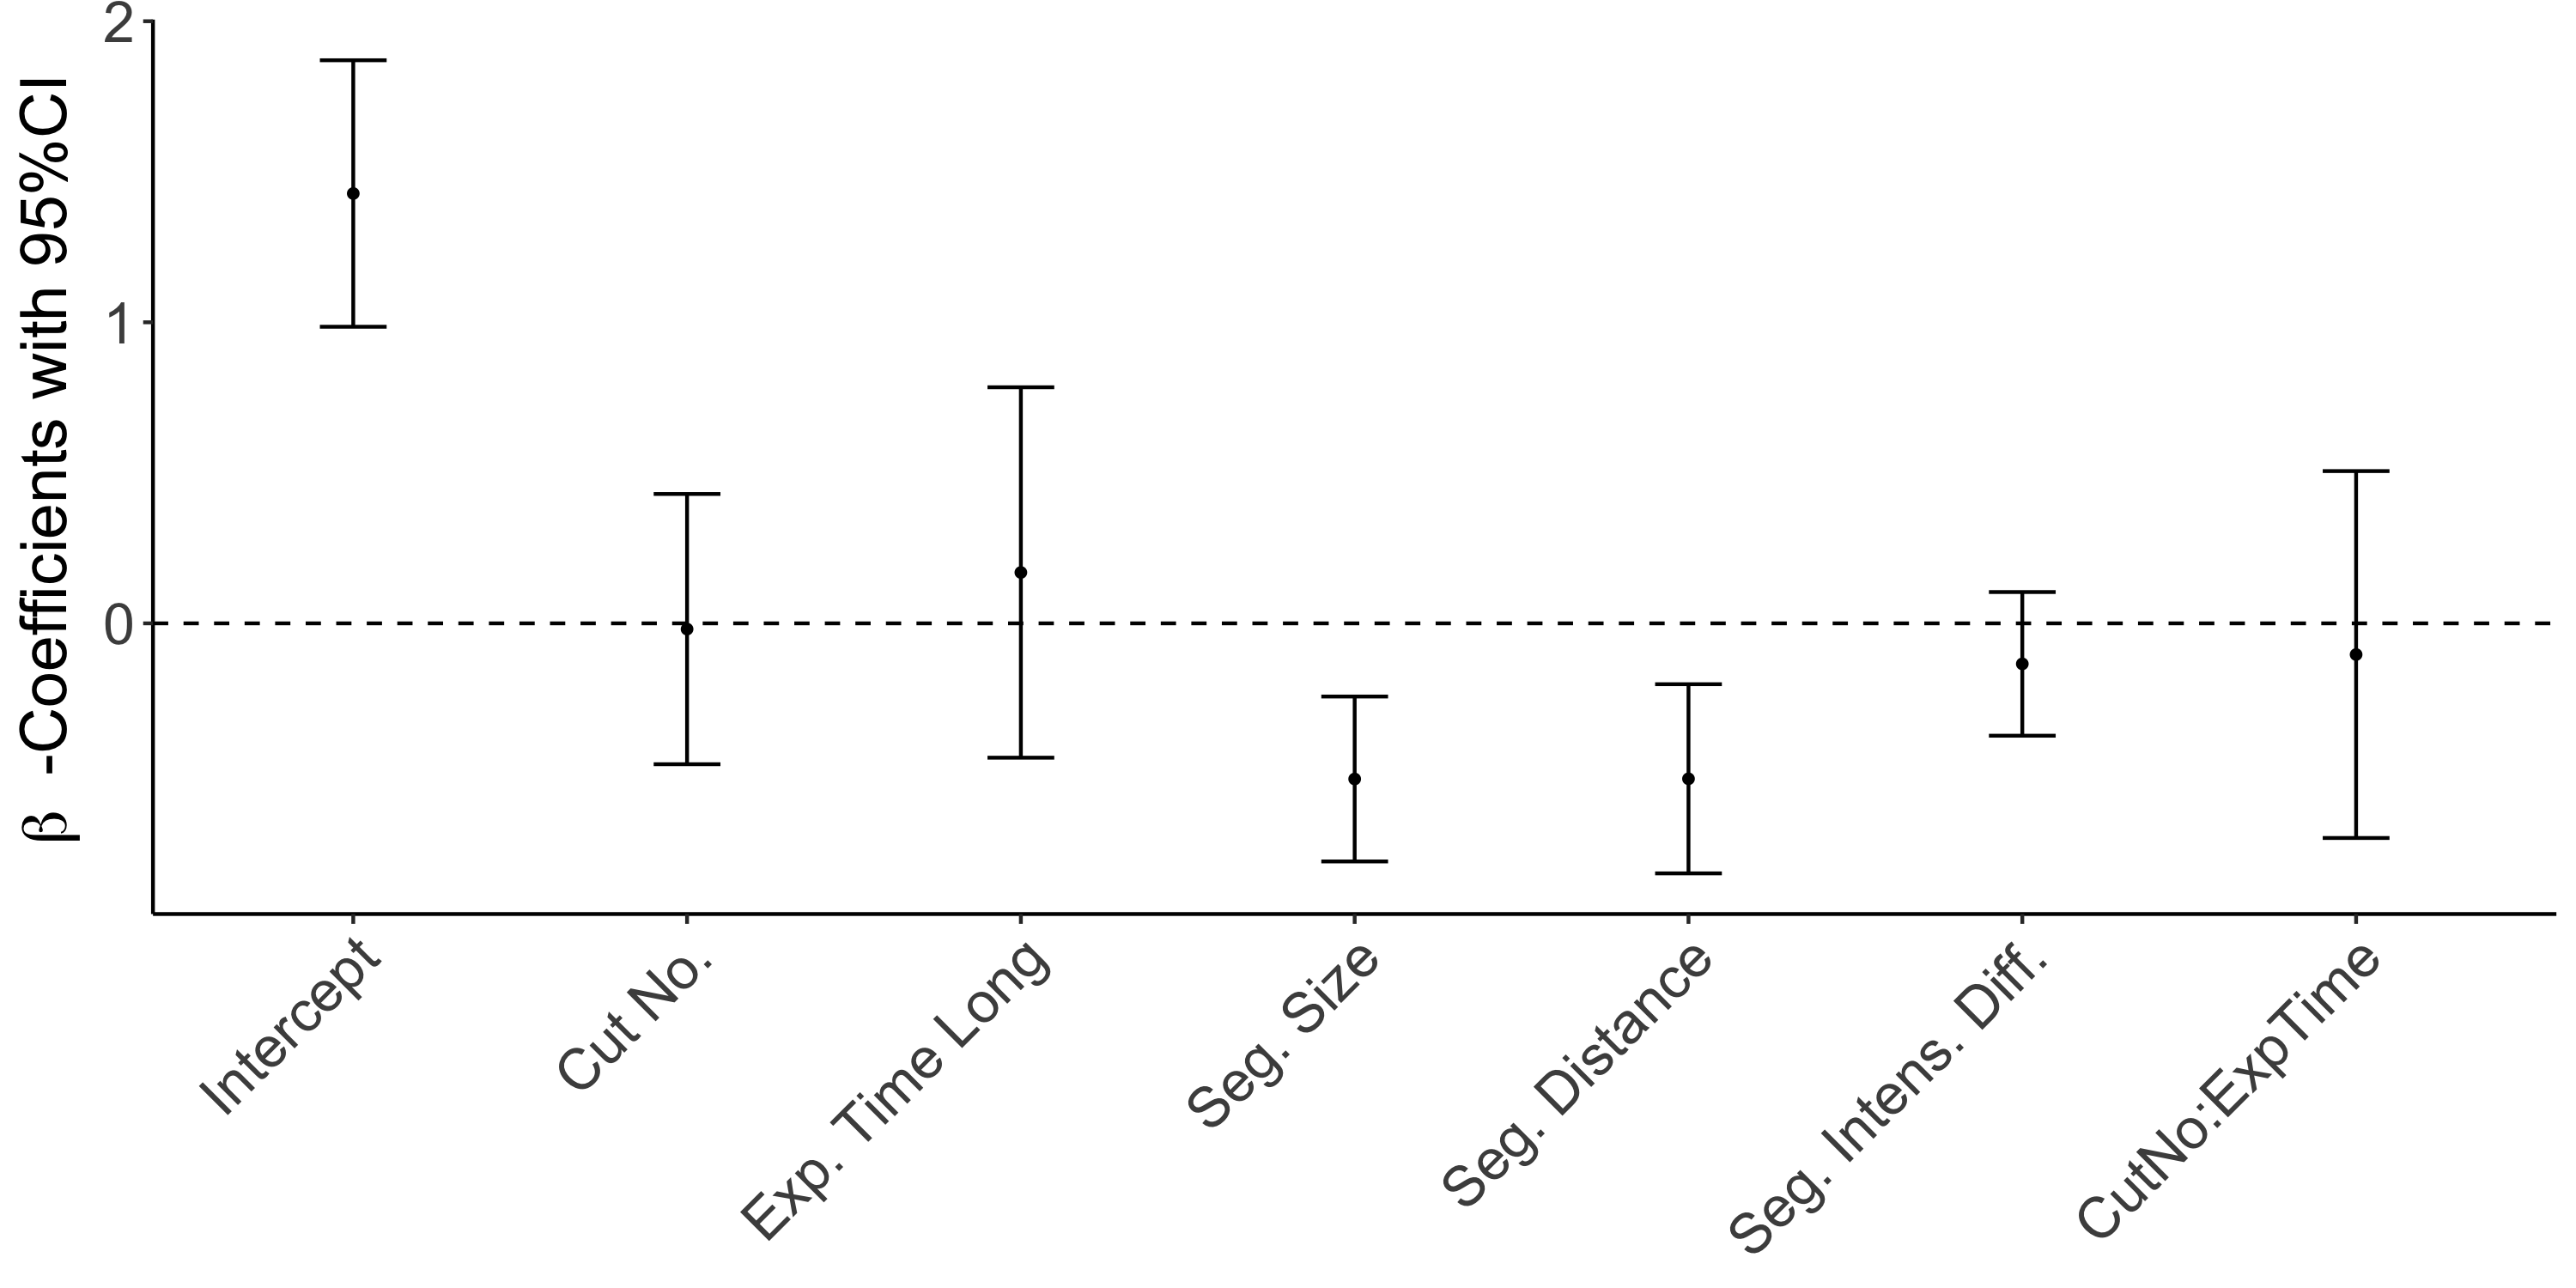 β -Coefficients with 95%CI
2
1
0
Intercept
Cut No.
Exp. Time Long
Seg. Size
Seg. Distance
Seg. Intens. Diff.
CutNo:ExpTime